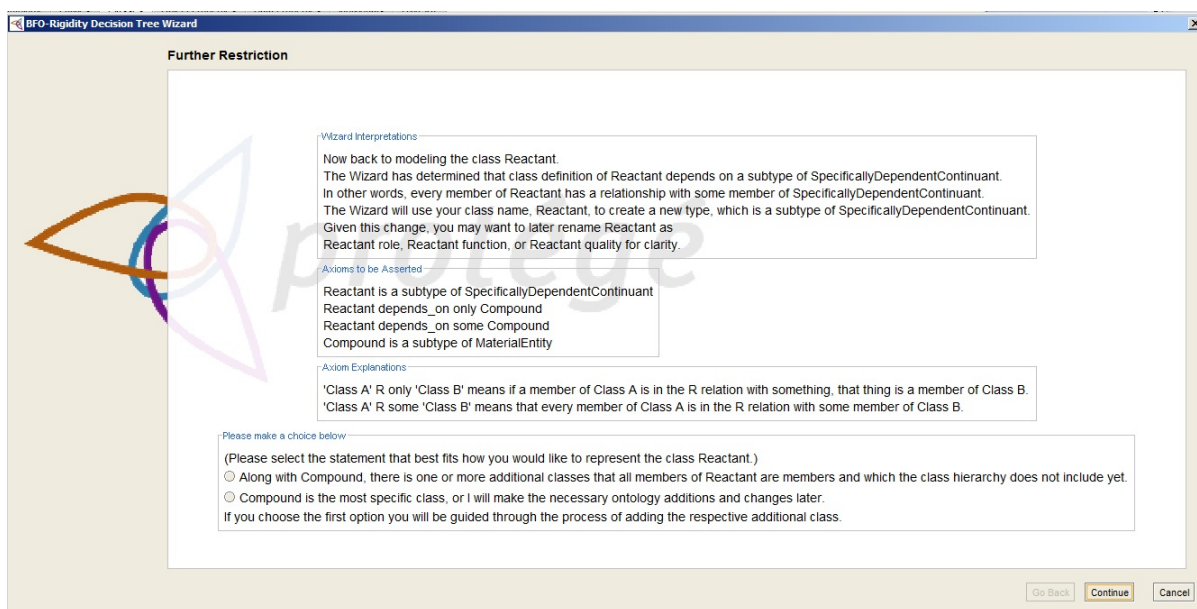 BFO-Rigidity Decision Tree Wizard
Further Restriction
protégé
Wizard Interpretations
Now back to modeling the class Reactant.
The Wizard has determined that class definition of Reactant depends on a subtype of SpecificallyDependentContinuant.
In other words, every member of Reactant has a relationship with some member of SpecificallyDependentContinuant.
The Wizard will use your class name, Reactant, to create a new type, which is a subtype of SpecificallyDependentContinuant.
Given this change, you may want to later rename Reactant as
Reactant role, Reactant function, or Reactant quality for clarity.
Axioms to be Asserted
Reactant is a subtype of SpecificallyDependentContinuant
Reactant depends_on only Compound
Reactant depends_on some Compound
Compound is a subtype of MaterialEntity
Axiom Explanations
'Class A' R only 'Class B' means if a member of Class A is in the R relation with something, that thing is a member of Class B.
'Class A' R some 'Class B' means that every member of Class A is in the R relation with some member of Class B.
Please make a choice below
(Please select the statement that best fits how you would like to represent the class Reactant.)
Along with Compound, there is one or more additional classes that all members of Reactant are members and which the class hierarchy does not include yet.
Compound is the most specific class, or I will make the necessary ontology additions and changes later.
If you choose the first option you will be guided through the process of adding the respective additional class.
Go Back Continue Cancel